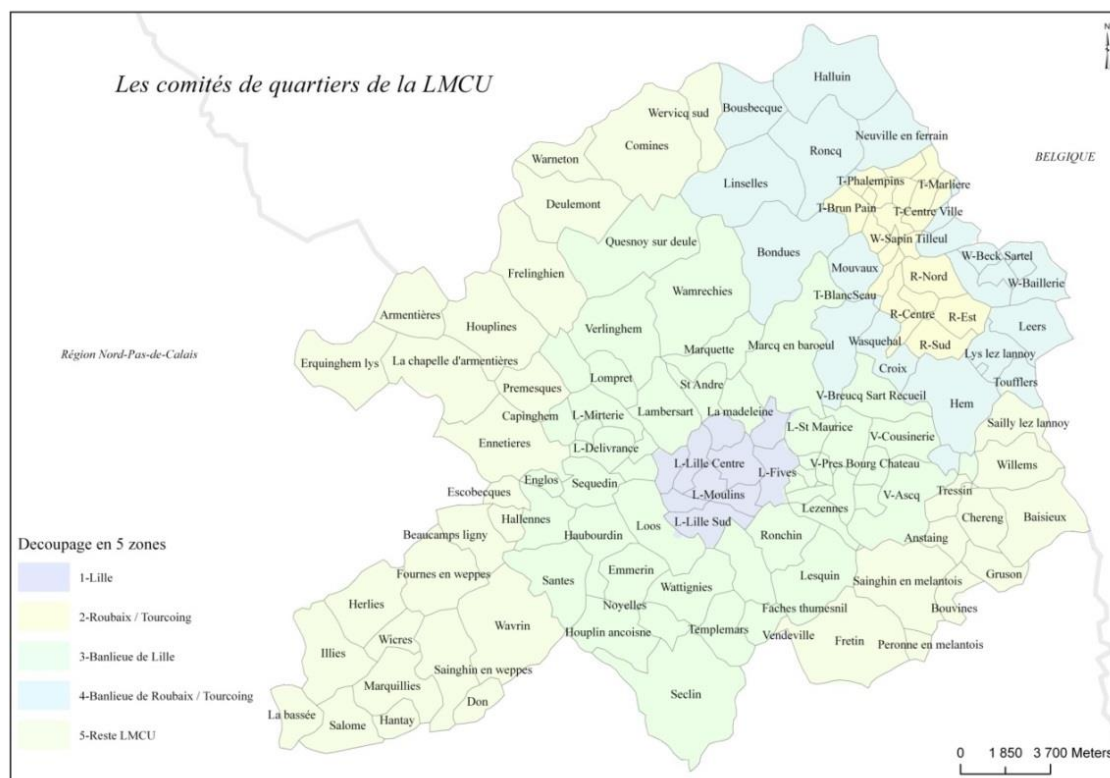 Les comités de quartiers de la LMCU
N
Halluin
Bousbecque
Wervicq sud
Neuville en ferrain
Comines
Roncq
BELGIQUE
Warneton
Linselles
T-Phalempins
T-Marlière
Deulemont
T-Brun Pain
T-Centre Ville
Quesnoy sur deule
W-Sapin Tilleul
Bondues
W-Beck Sartel
Frelinghien
Mouvaux
R-Nord
W-Baillerie
Wamrechies
T-BlancSeau
Armentières
R-Centre
R-Est
Houplines
Verlinghem
Leers
Région Nord-Pas-de-Calais
Marquette
Marcq en baroeul
Wasquehal
R-Sud
Erquinghem lys
La chapelle d'armentières
Lys lez lannoy
Croix
Lompret
St Andre
Toufflers
Premesques
V-Breucq Sart Recueil
Hem
Capinghem
L-Mirterie
Lambersart
La madeleine
L-St Maurice
Sailly lez lannoy
Ennetieres
V-Cousinerie
L-Delivrance
L-Lille Centre
L-Fives
V-Pres Bourg Chateau
Willems
Englos
Sequedin
Escobecques
L-Moulins
V-Ascq
Tressin
Hallennes
Lezennes
Chereng
Baisieux
Loos
L-Lille Sud
Beaucamps ligny
Haubourdin
Ronchin
Anstaing
Decoupage en 5 zones
Emmerin
Gruson
Fournes en weppes
Santes
Wattignies
Lesquin
Sainghin en melantois
1-Lille
Herlies
Noyelles
Faches thumesnil
Bouvines
2-Roubaix / Tourcoing
Wavrin
Houplin ancoisne
Templemars
Vendeville
Wicres
Fretin
Peronne en melantois
Illies
3-Banlieue de Lille
Sainghin en weppes
Marquillies
Seclin
4-Banlieue de Roubaix / Tourcoing
Don
La bassée
Salome
Hantay
5-Reste LMCU
0 1 850 3 700 Meters